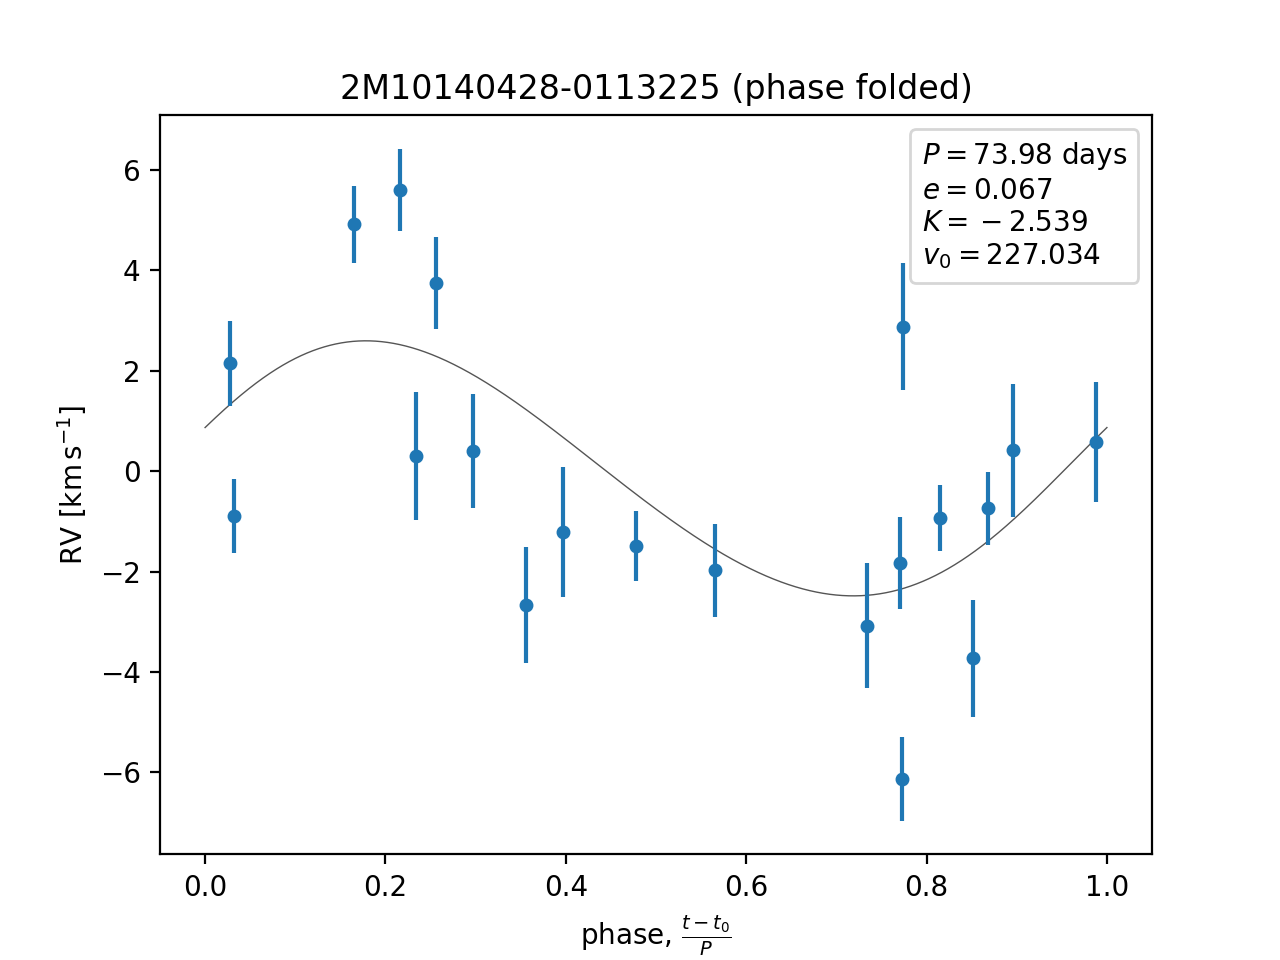 2M10140428-0113225 (phase folded)
P = 73.98 days
e = 0.067
K = −2.539
v₀ = 227.034
RV [km s⁻¹]
6
4
2
0
−2
−4
−6
0.0 0.2 0.4 0.6 0.8 1.0
phase, (t − t₀)/P